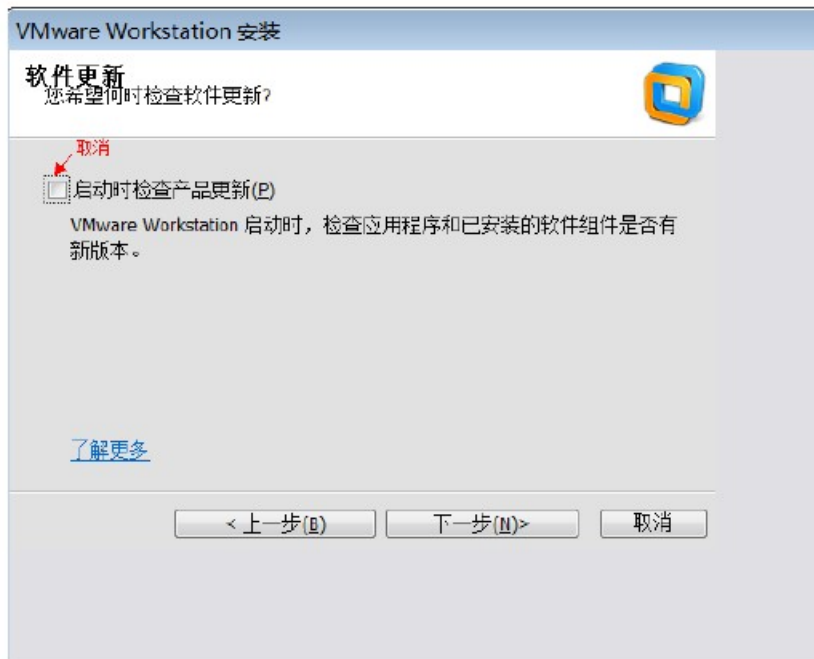 VMware Workstation 安装
软件更新
您希望何时检查软件更新?
取消
启动时检查产品更新(P)
VMware Workstation 启动时，检查应用程序和已安装的软件组件是否有
新版本。
了解更多
< 上一步(B)
下一步(N)>
取消